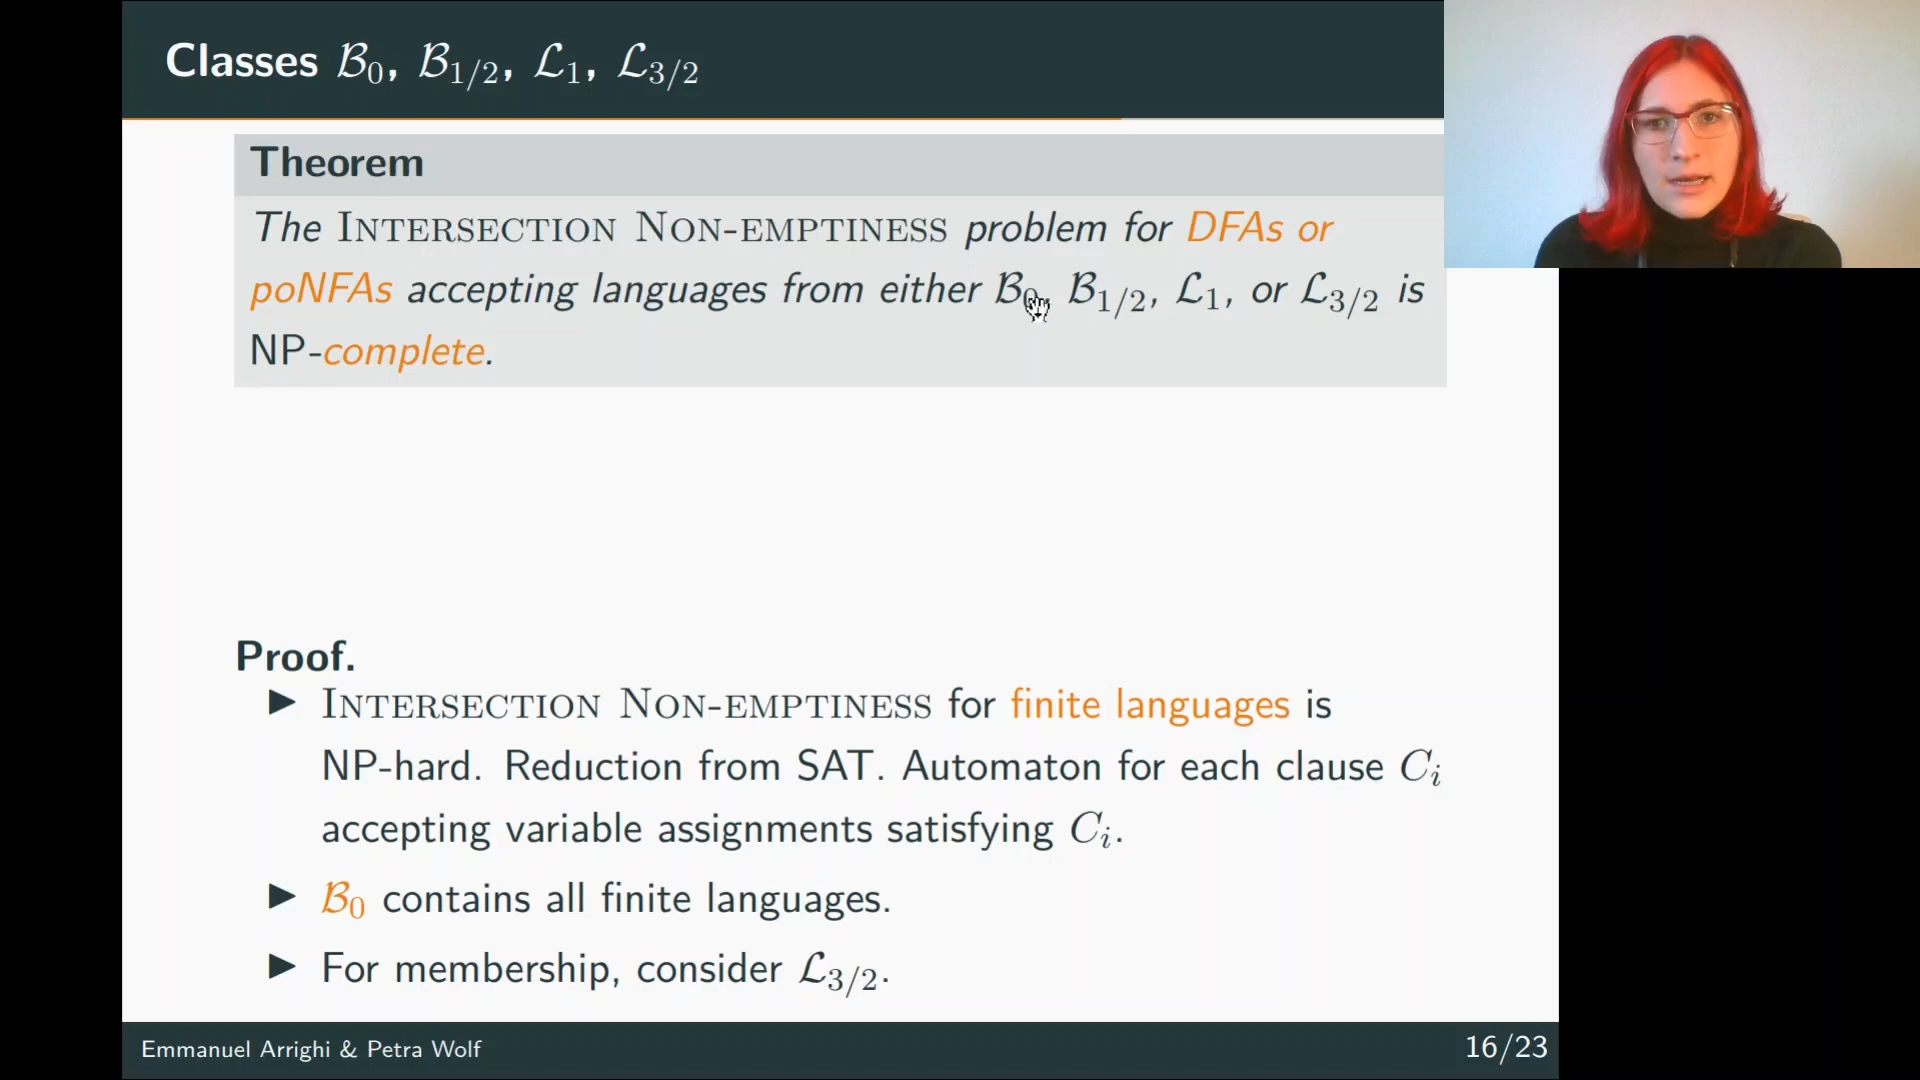 Classes ℬ₀, ℬ₁/₂, ℒ₁, ℒ₃/₂
Theorem
The INTERSECTION NON-EMPTINESS problem for DFAs or
poNFAs accepting languages from either ℬ₀, ℬ₁/₂, ℒ₁, or ℒ₃/₂ is
NP-complete.
Proof.
▶ INTERSECTION NON-EMPTINESS for finite languages is
NP-hard. Reduction from SAT. Automaton for each clause Cᵢ
accepting variable assignments satisfying Cᵢ.
▶ ℬ₀ contains all finite languages.
▶ For membership, consider ℒ₃/₂.
Emmanuel Arrighi & Petra Wolf
16/23